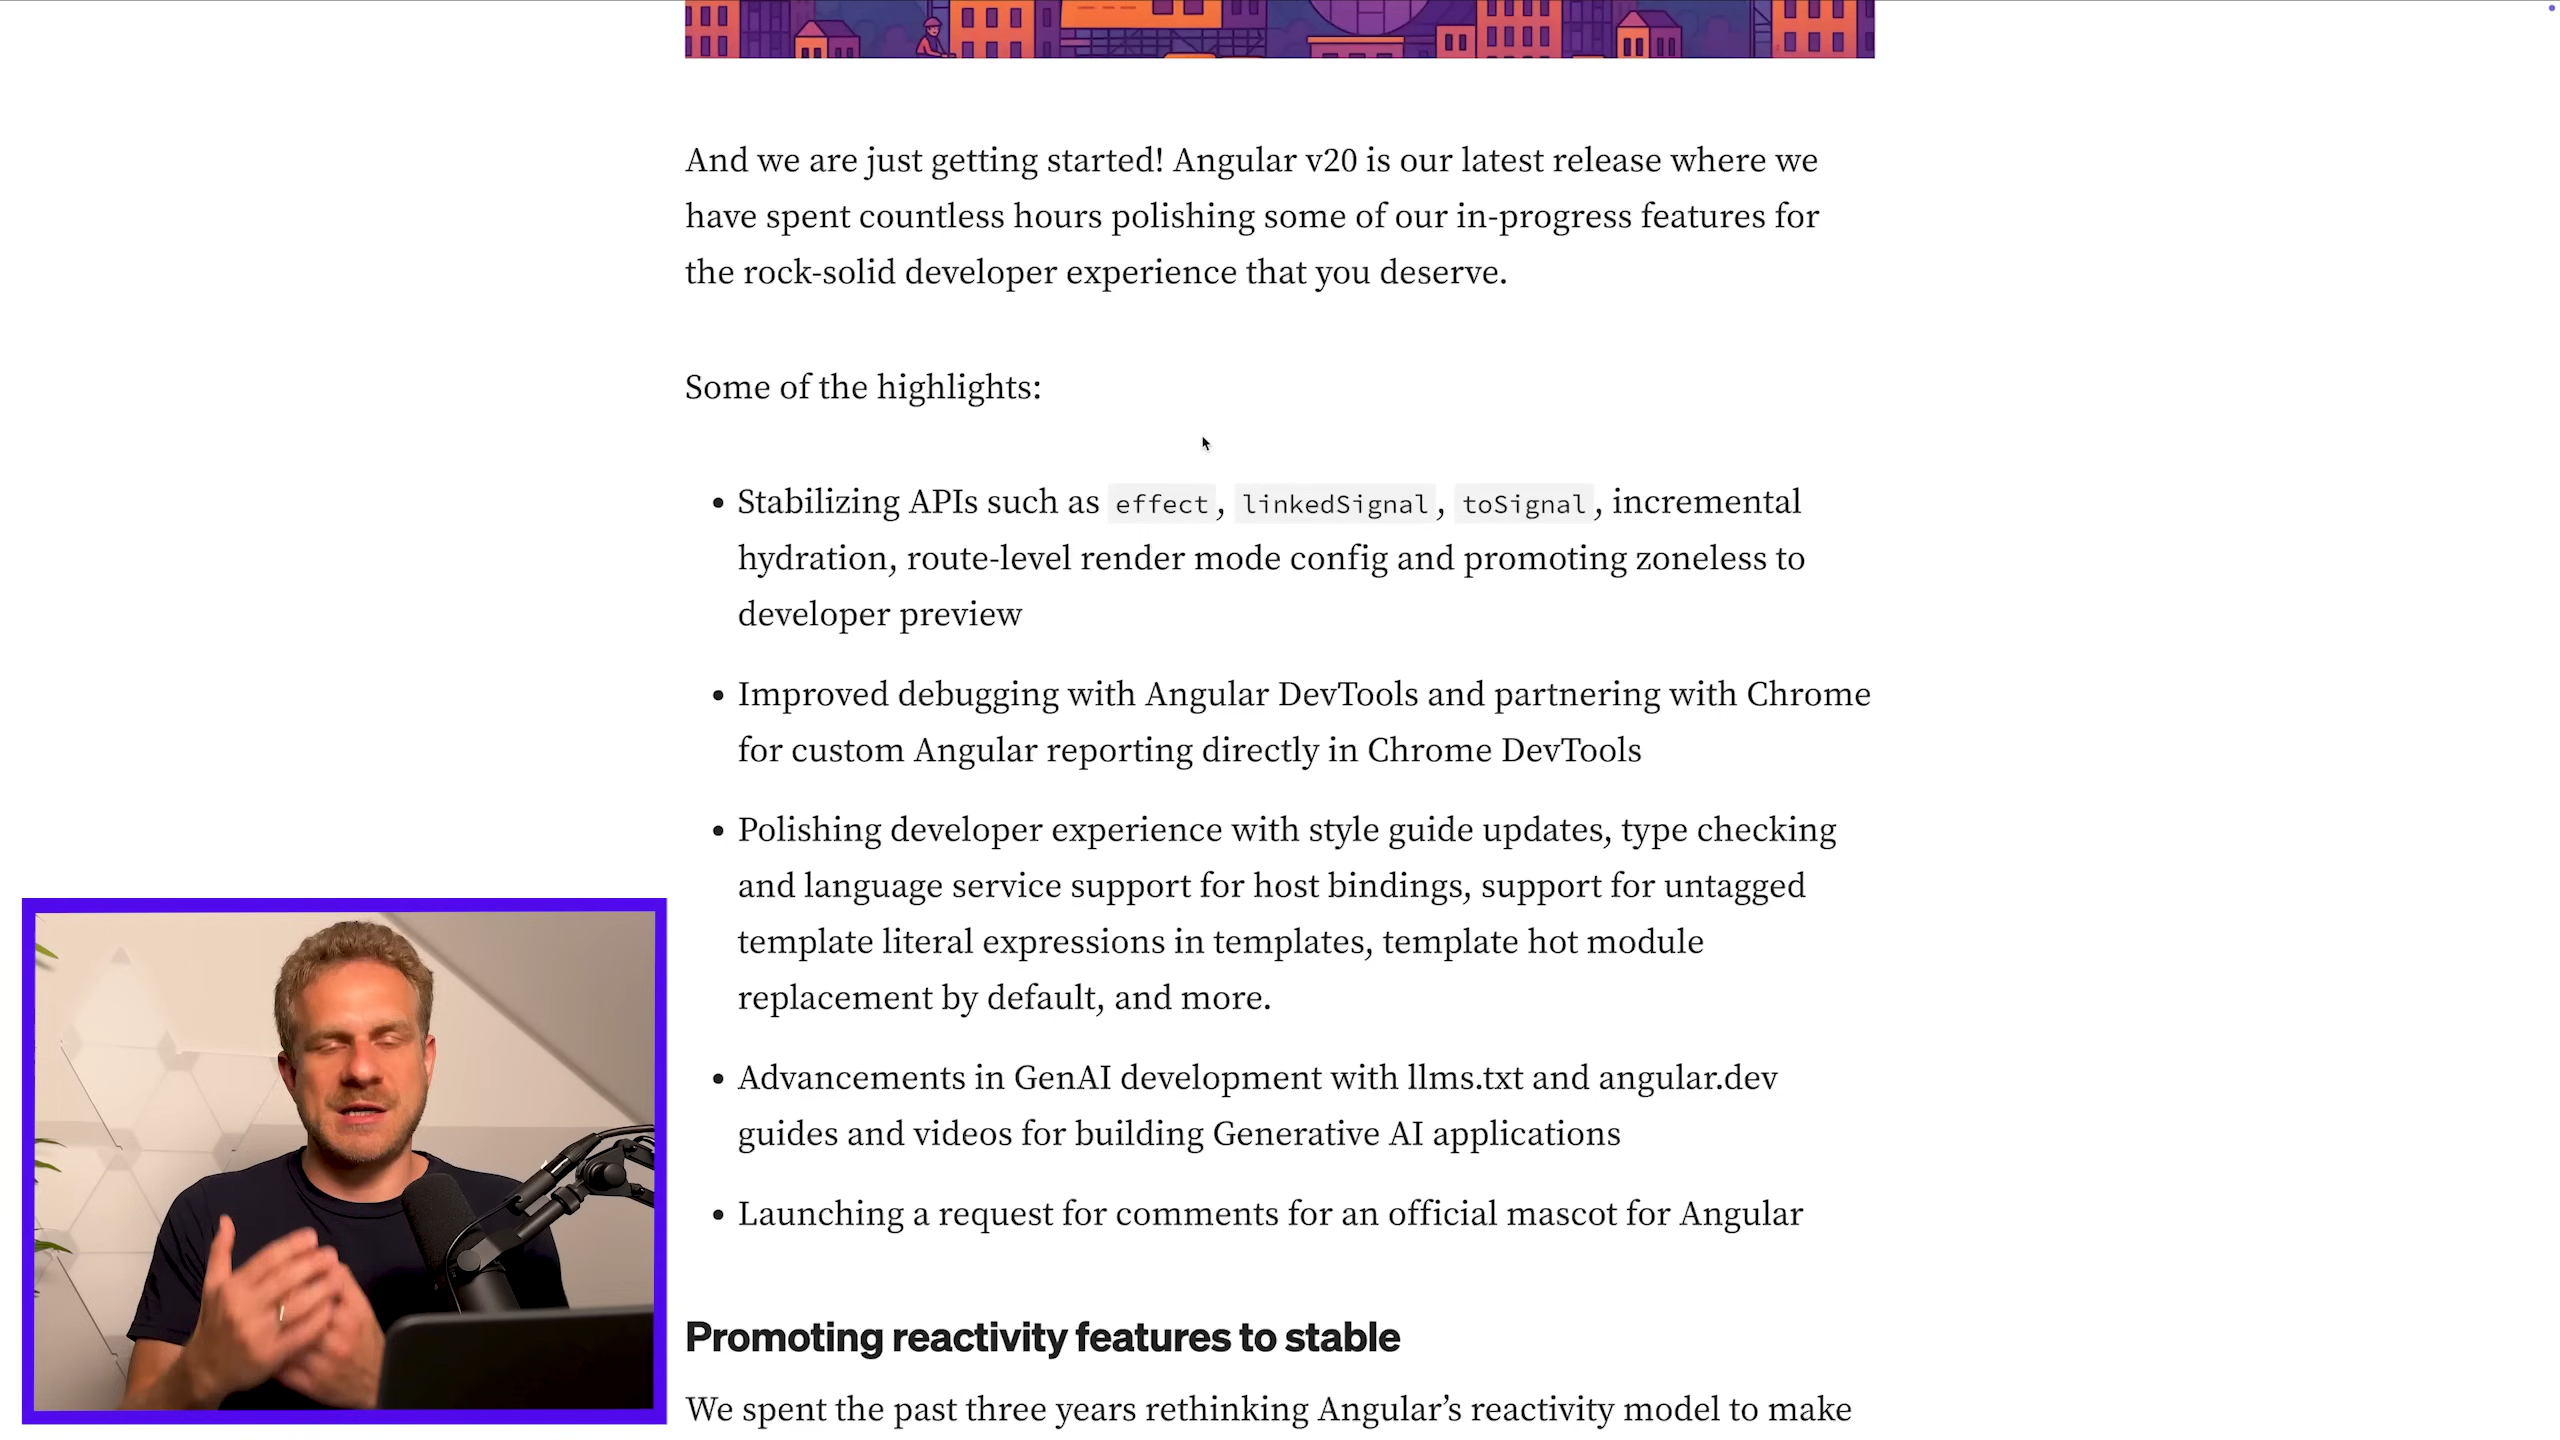 And we are just getting started! Angular v20 is our latest release where we
have spent countless hours polishing some of our in-progress features for
the rock-solid developer experience that you deserve.
Some of the highlights:
• Stabilizing APIs such as effect, linkedSignal, toSignal, incremental
hydration, route-level render mode config and promoting zoneless to
developer preview
• Improved debugging with Angular DevTools and partnering with Chrome
for custom Angular reporting directly in Chrome DevTools
• Polishing developer experience with style guide updates, type checking
and language service support for host bindings, support for untagged
template literal expressions in templates, template hot module
replacement by default, and more.
• Advancements in GenAI development with llms.txt and angular.dev
guides and videos for building Generative AI applications
• Launching a request for comments for an official mascot for Angular
Promoting reactivity features to stable
We spent the past three years rethinking Angular’s reactivity model to make